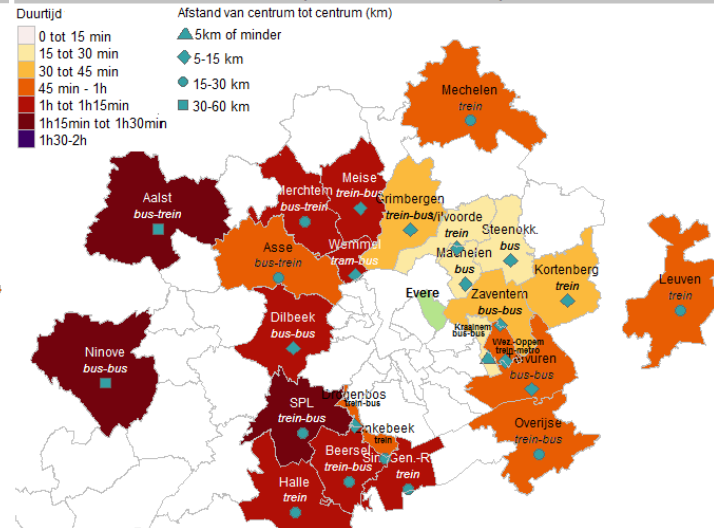 Duurtijd
Afstand van centrum tot centrum (km)
0 tot 15 min
15 tot 30 min
30 tot 45 min
45 min - 1h
1h tot 1h15min
1h15min tot 1h30min
1h30-2h
5km of minder
5-15 km
15-30 km
30-60 km
Mechelen
trein
Aalst
bus-trein
Merchtem
bus-trein
Meise
trein-bus
Grimbergen
trein-bus
Vilvoorde
trein
Steenokk.
bus
Machelen
bus
Asse
bus-trein
Wemmel
tram-bus
Kortenberg
trein
Leuven
trein
Evere
Zaventem
bus-bus
Kraainem
bus-bus
Wez.-Oppem
trein-metro
Tervuren
bus-bus
Dilbeek
bus-bus
Ninove
bus-bus
SPL
trein-bus
Drogenbos
trein-bus
Linkebeek
trein
Overijse
trein-bus
Beersel
trein-bus
Sint-Gen.-R.
trein
Halle
trein